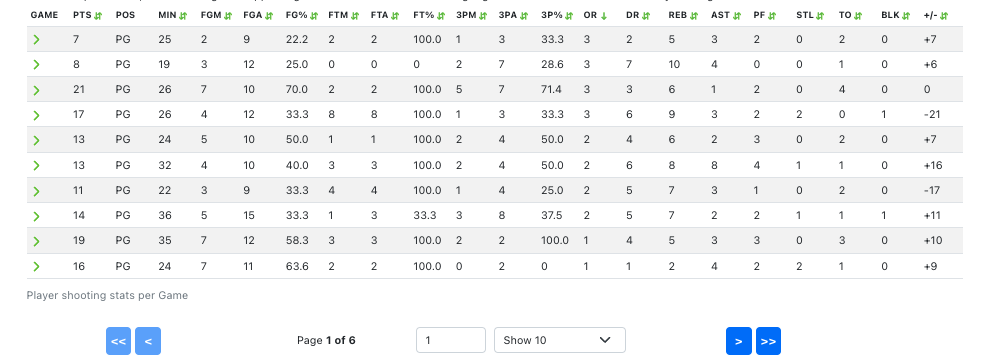 GAME PTS POS MIN FGM FGA FG% FTM FTA FT% 3PM 3PA 3P% OR DR REB AST PF STL TO BLK +/-
7 PG 25 2 9 22.2 2 2 100.0 1 3 33.3 3 2 5 3 2 0 2 0 +7
8 PG 19 3 12 25.0 0 0 0 2 7 28.6 3 7 10 4 0 0 1 0 +6
21 PG 26 7 10 70.0 2 2 100.0 5 7 71.4 3 3 6 1 2 0 4 0 0
17 PG 26 4 12 33.3 8 8 100.0 1 3 33.3 3 6 9 3 2 2 0 1 -21
13 PG 24 5 10 50.0 1 1 100.0 2 4 50.0 2 4 6 2 3 0 2 0 +7
13 PG 32 4 10 40.0 3 3 100.0 2 4 50.0 2 6 8 8 4 1 1 0 +16
11 PG 22 3 9 33.3 4 4 100.0 1 4 25.0 2 5 7 3 1 0 2 0 -17
14 PG 36 5 15 33.3 1 3 33.3 3 8 37.5 2 5 7 2 2 1 1 1 +11
19 PG 35 7 12 58.3 3 3 100.0 2 2 100.0 1 4 5 3 3 0 3 0 +10
16 PG 24 7 11 63.6 2 2 100.0 0 2 0 1 1 2 4 2 2 1 0 +9
Player shooting stats per Game
<< < Page 1 of 6 1 Show 10 > >>